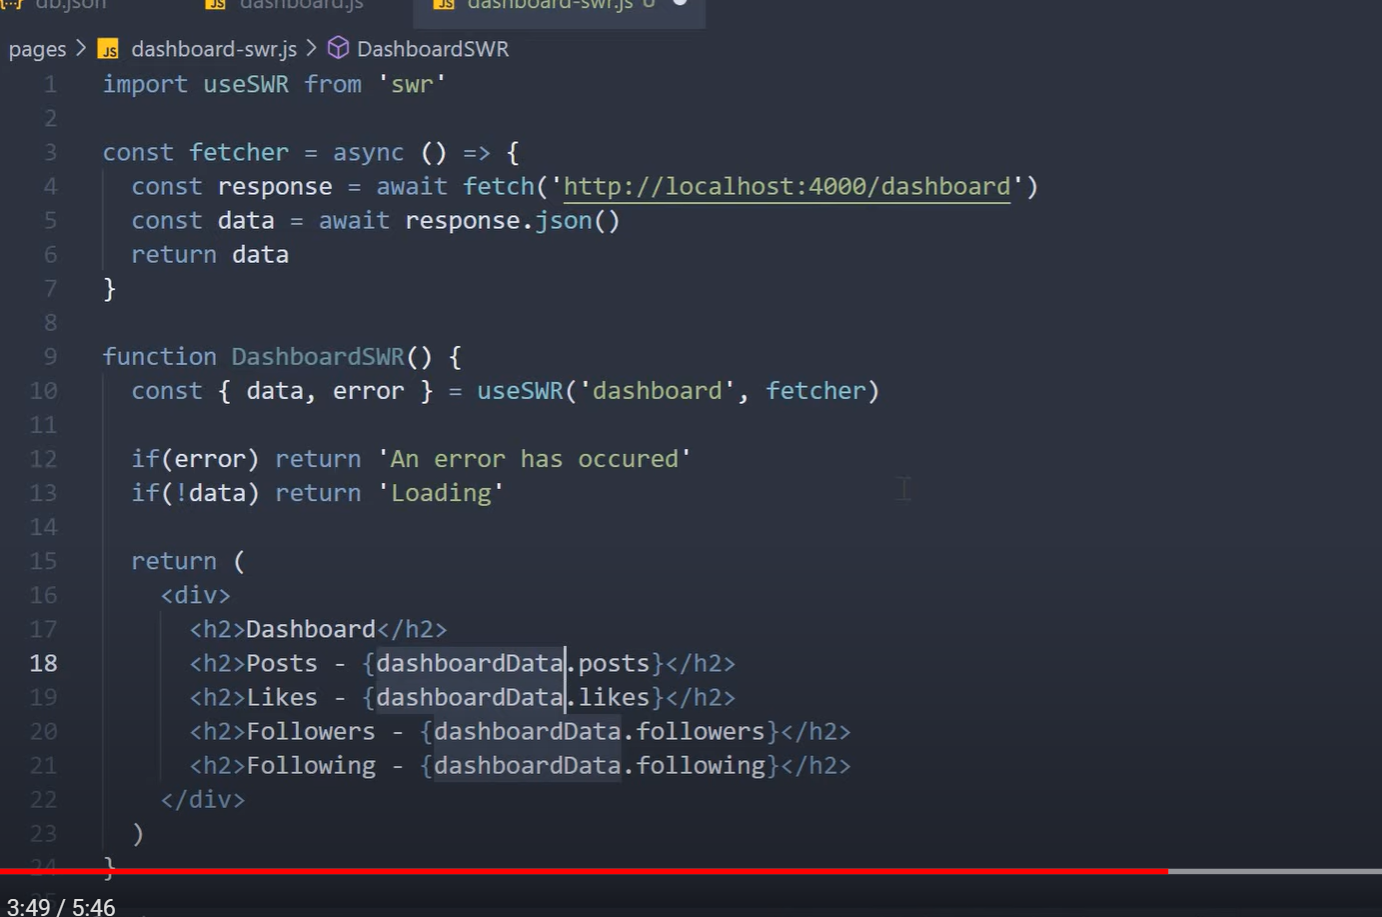 db.json dashboard.js JS dashboard-swr.js U
pages > JS dashboard-swr.js > DashboardSWR
1 import useSWR from 'swr'
2
3 const fetcher = async () => {
4 const response = await fetch('http://localhost:4000/dashboard')
5 const data = await response.json()
6 return data
7 }
8
9 function DashboardSWR() {
10 const { data, error } = useSWR('dashboard', fetcher)
11
12 if(error) return 'An error has occured'
13 if(!data) return 'Loading'
14
15 return (
16 <div>
17 <h2>Dashboard</h2>
18 <h2>Posts - {dashboardData.posts}</h2>
19 <h2>Likes - {dashboardData.likes}</h2>
20 <h2>Followers - {dashboardData.followers}</h2>
21 <h2>Following - {dashboardData.following}</h2>
22 </div>
23 )
24 }
3:49 / 5:46